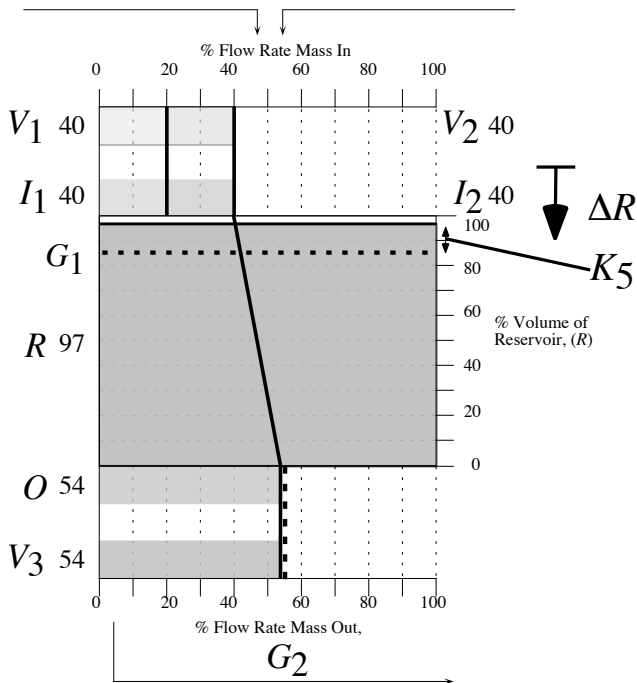 % Flow Rate Mass In
0 20 40 60 80 100
V1 40 V2 40
I1 40 I2 40
ΔR
100
G1
80
K5
60
% Volume of
Reservoir, (R)
R 97
40
20
0
O 54
V3 54
0 20 40 60 80 100
% Flow Rate Mass Out,
G2